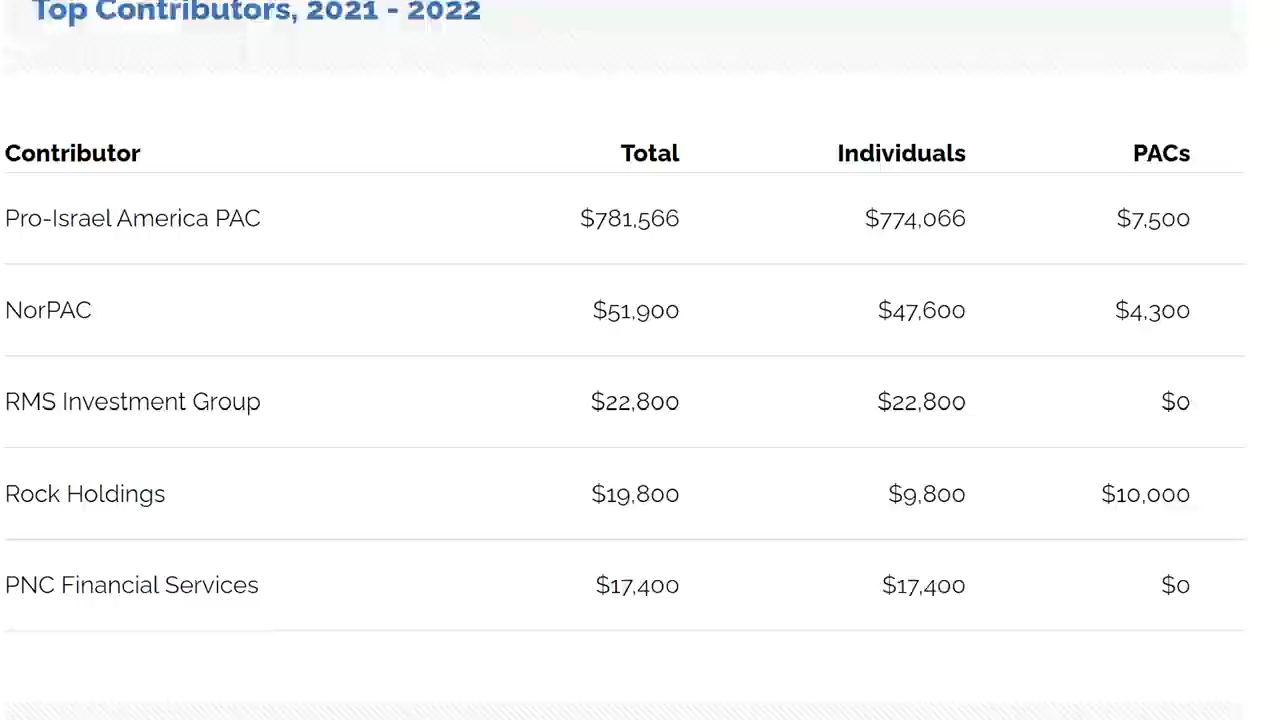 Top Contributors, 2021 - 2022
Contributor Total Individuals PACs
Pro-Israel America PAC $781,566 $774,066 $7,500
NorPAC $51,900 $47,600 $4,300
RMS Investment Group $22,800 $22,800 $0
Rock Holdings $19,800 $9,800 $10,000
PNC Financial Services $17,400 $17,400 $0